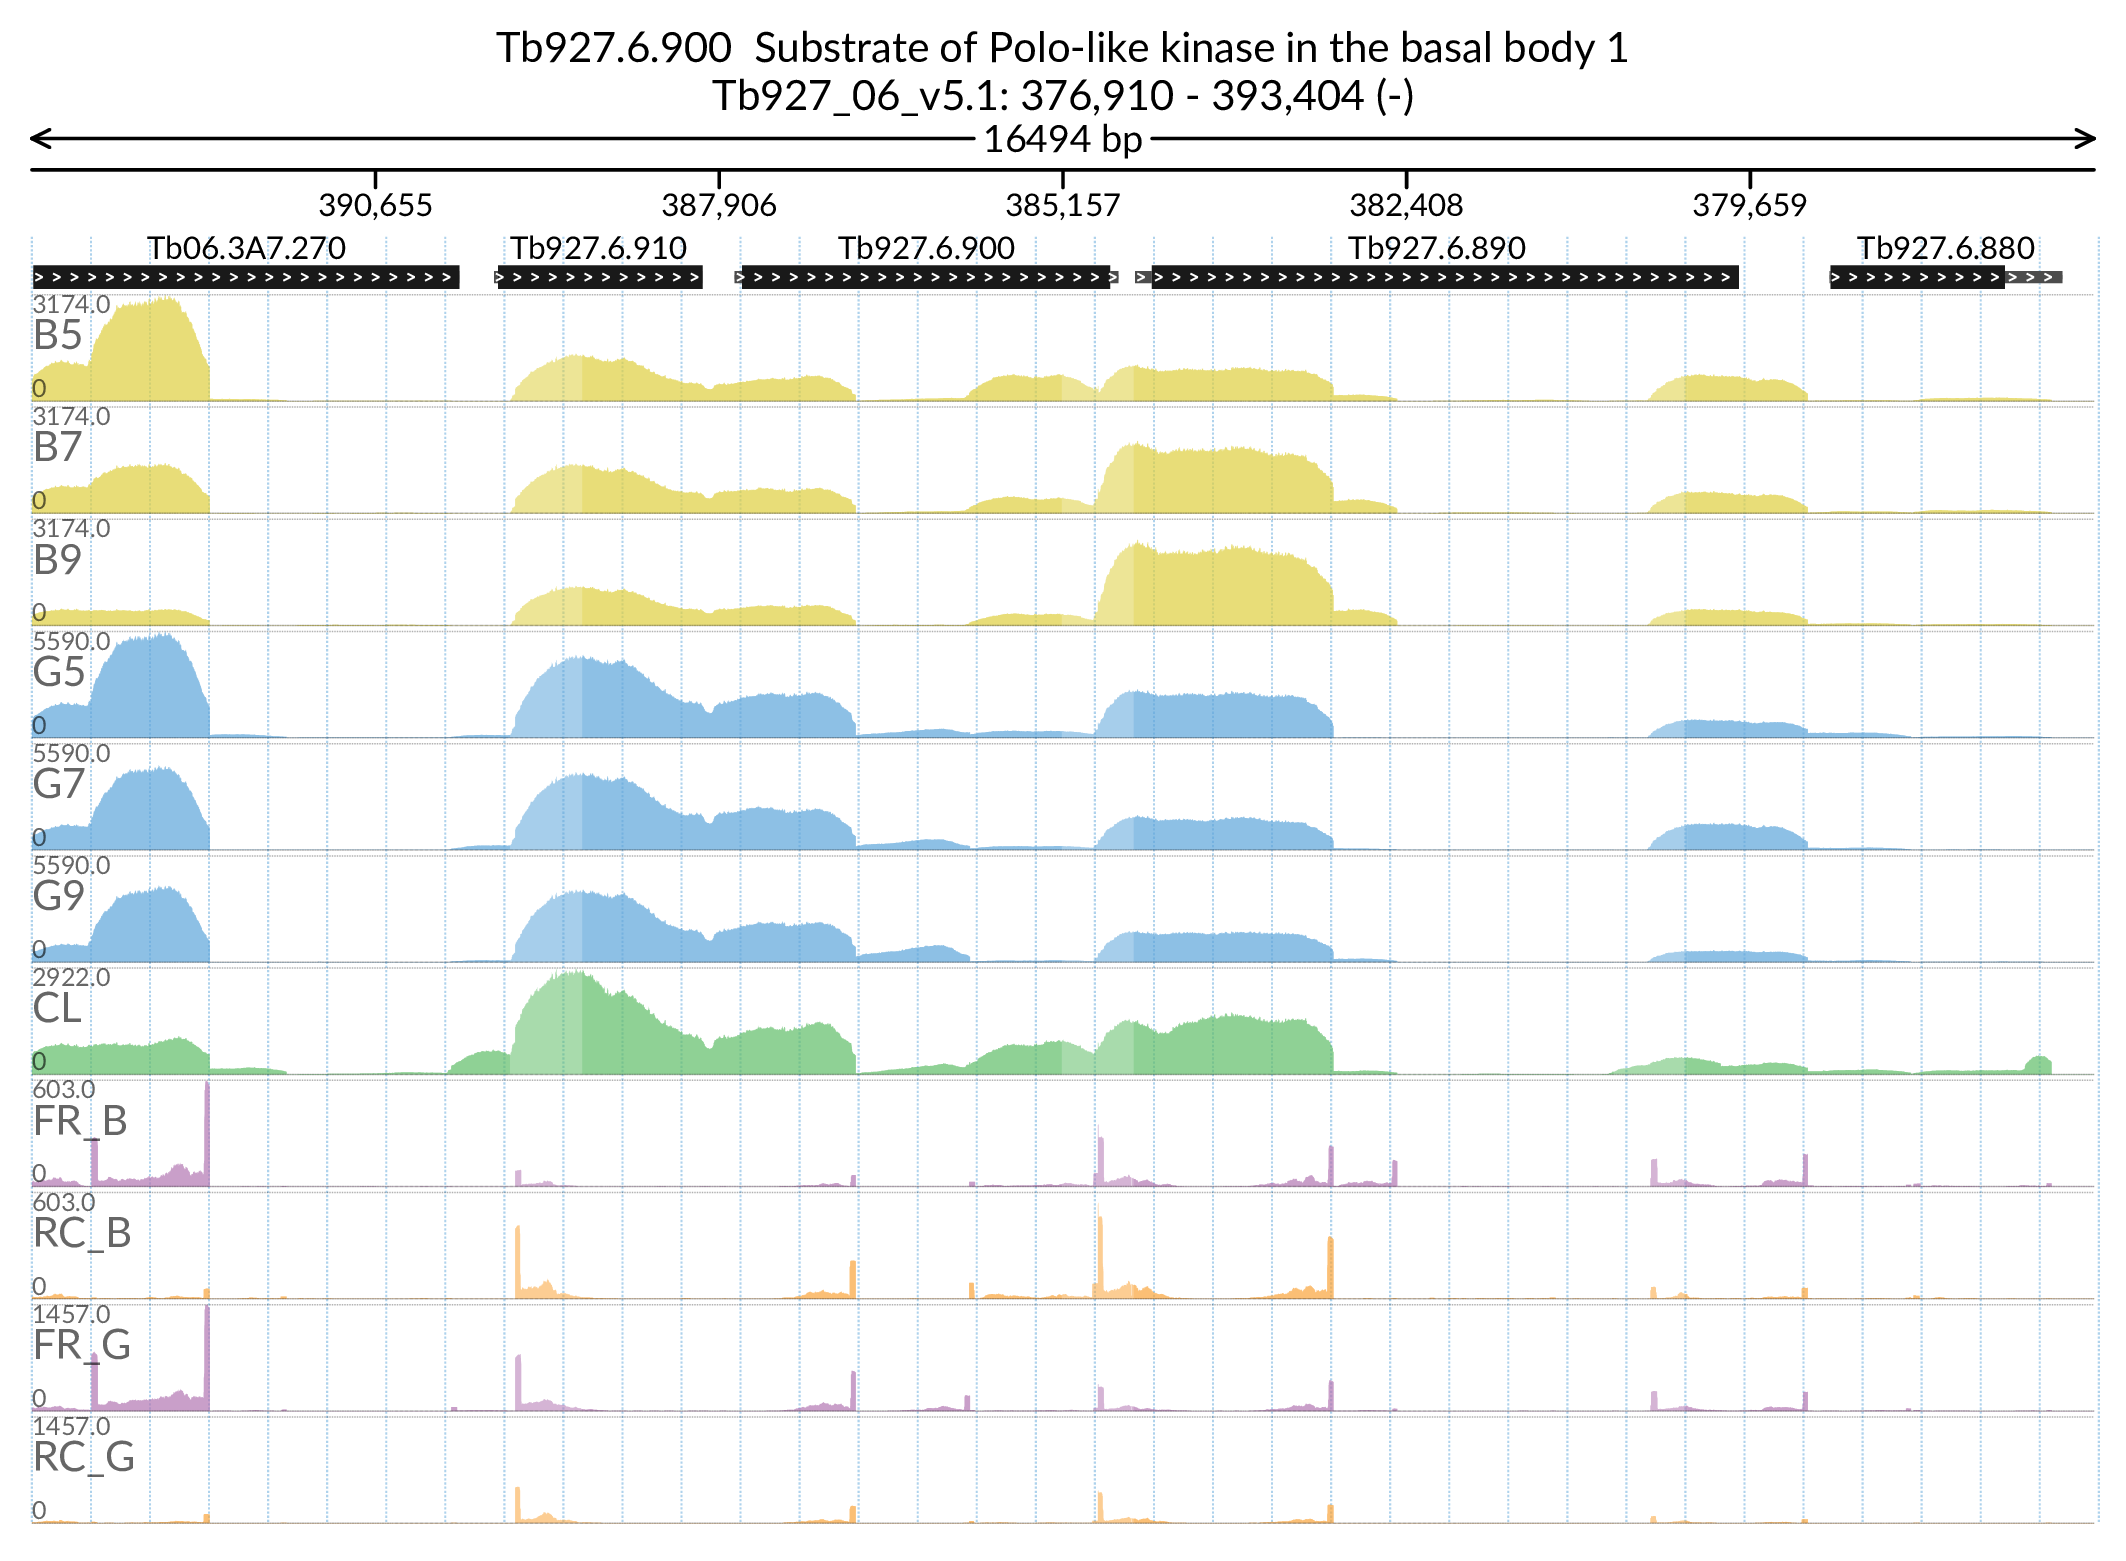 Tb927.6.900  Substrate of Polo-like kinase in the basal body 1
Tb927_06_v5.1: 376,910 - 393,404 (-)
16494 bp
390,655 387,906 385,157 382,408 379,659
Tb06.3A7.270 Tb927.6.910 Tb927.6.900 Tb927.6.890 Tb927.6.880
3174.0
B5
0
3174.0
B7
0
3174.0
B9
0
5590.0
G5
0
5590.0
G7
0
5590.0
G9
0
2922.0
CL
0
603.0
FR_B
0
603.0
RC_B
0
1457.0
FR_G
0
1457.0
RC_G
0